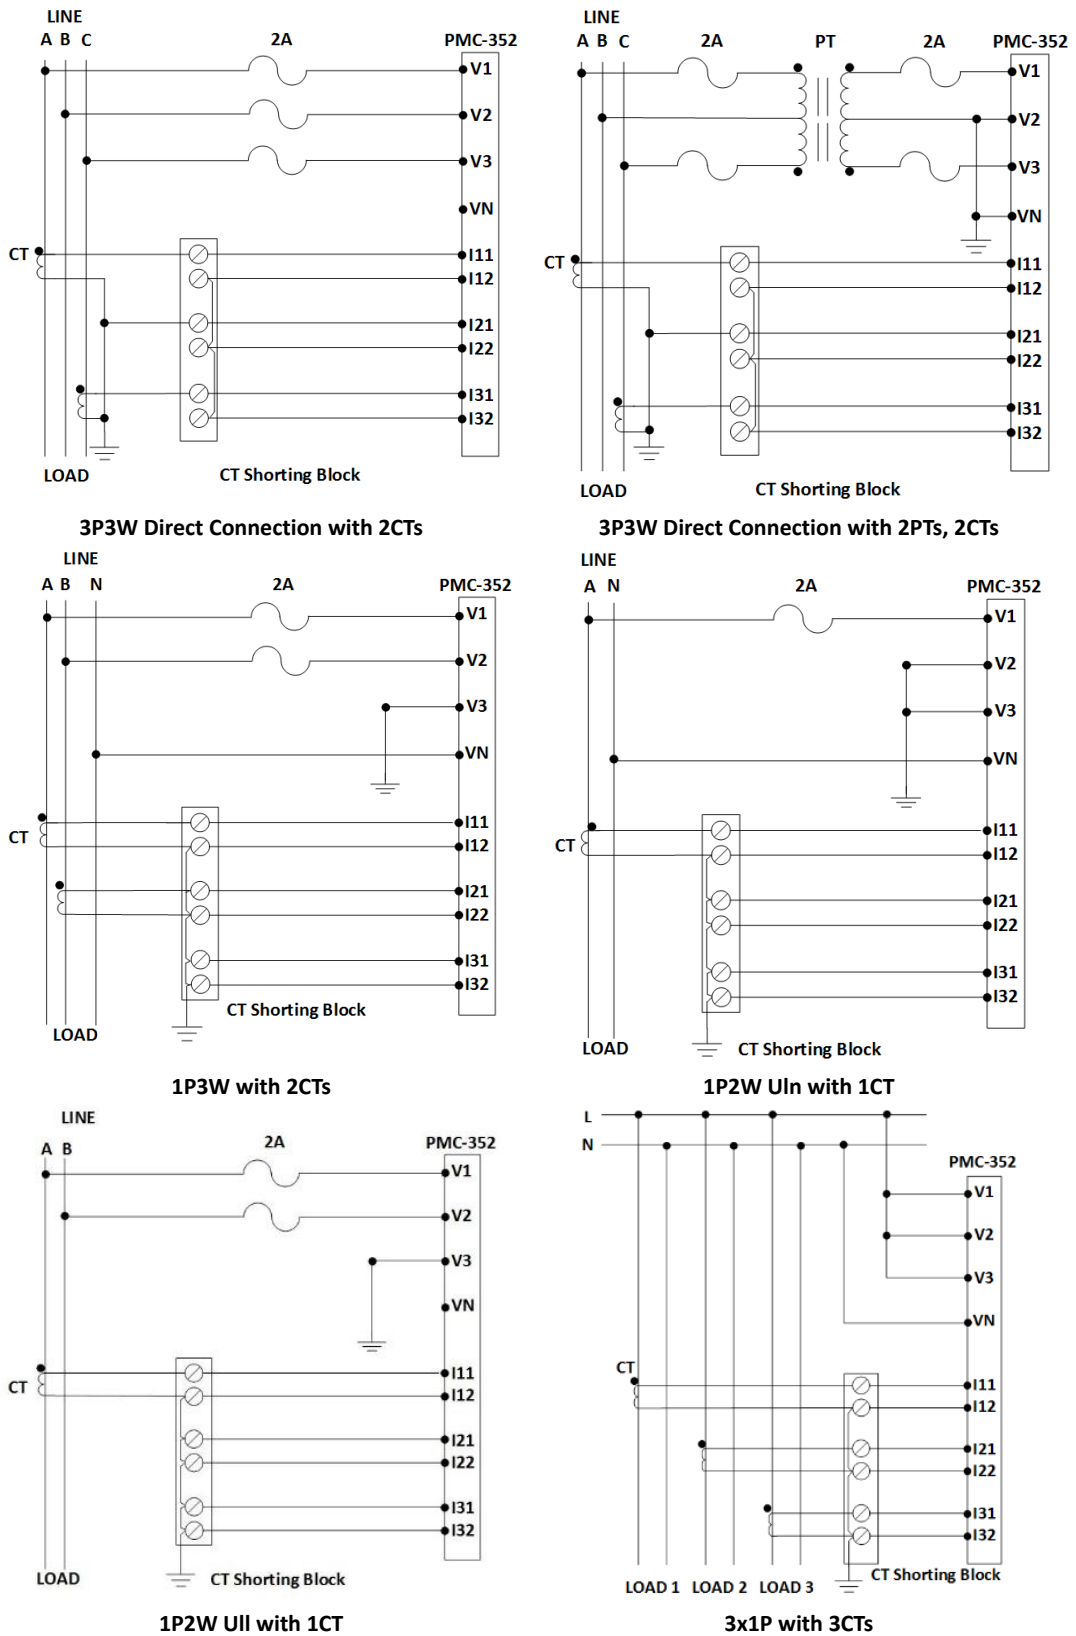 LINE
A B C 2A PMC-352
V1
V2
V3
VN
CT I11
I12
I21
I22
I31
I32
LOAD CT Shorting Block
3P3W Direct Connection with 2CTs
LINE
A B C 2A PT 2A PMC-352
V1
V2
V3
VN
CT I11
I12
I21
I22
I31
I32
LOAD CT Shorting Block
3P3W Direct Connection with 2PTs, 2CTs
LINE
A B N 2A PMC-352
V1
V2
V3
VN
I11
CT I12
I21
I22
I31
I32
CT Shorting Block
LOAD
1P3W with 2CTs
LINE
A N 2A PMC-352
V1
V2
V3
VN
I11
CT I12
I21
I22
I31
I32
LOAD CT Shorting Block
1P2W Uln with 1CT
LINE
A B 2A PMC-352
V1
V2
V3
VN
I11
CT I12
I21
I22
I31
I32
LOAD CT Shorting Block
1P2W Ull with 1CT
L
N
PMC-352
V1
V2
V3
VN
CT
I11
I12
I21
I22
I31
I32
CT Shorting Block
LOAD 1 LOAD 2 LOAD 3
3x1P with 3CTs